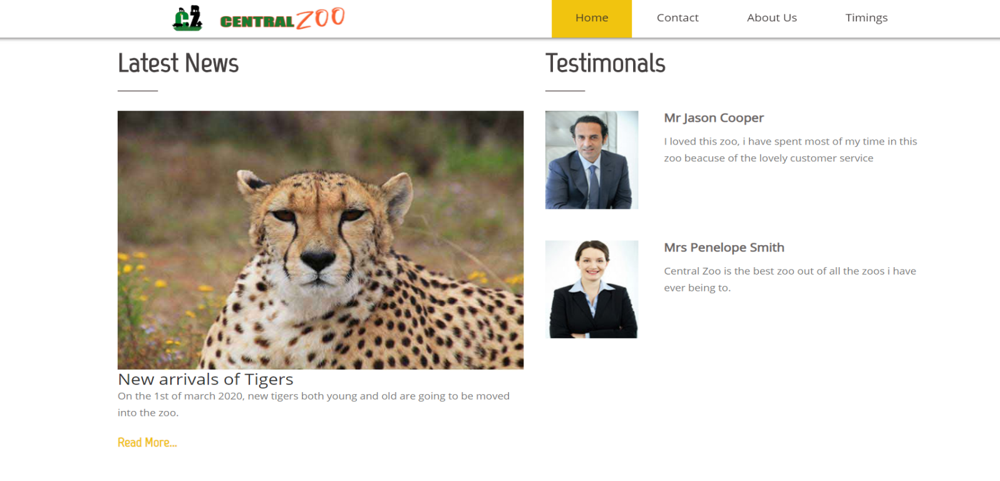 CZ
CENTRAL ZOO
Home
Contact
About Us
Timings
Latest News
New arrivals of Tigers
On the 1st of march 2020, new tigers both young and old are going to be moved
into the zoo.
Read More...
Testimonals
Mr Jason Cooper
I loved this zoo, i have spent most of my time in this
zoo beacuse of the lovely customer service
Mrs Penelope Smith
Central Zoo is the best zoo out of all the zoos i have
ever being to.